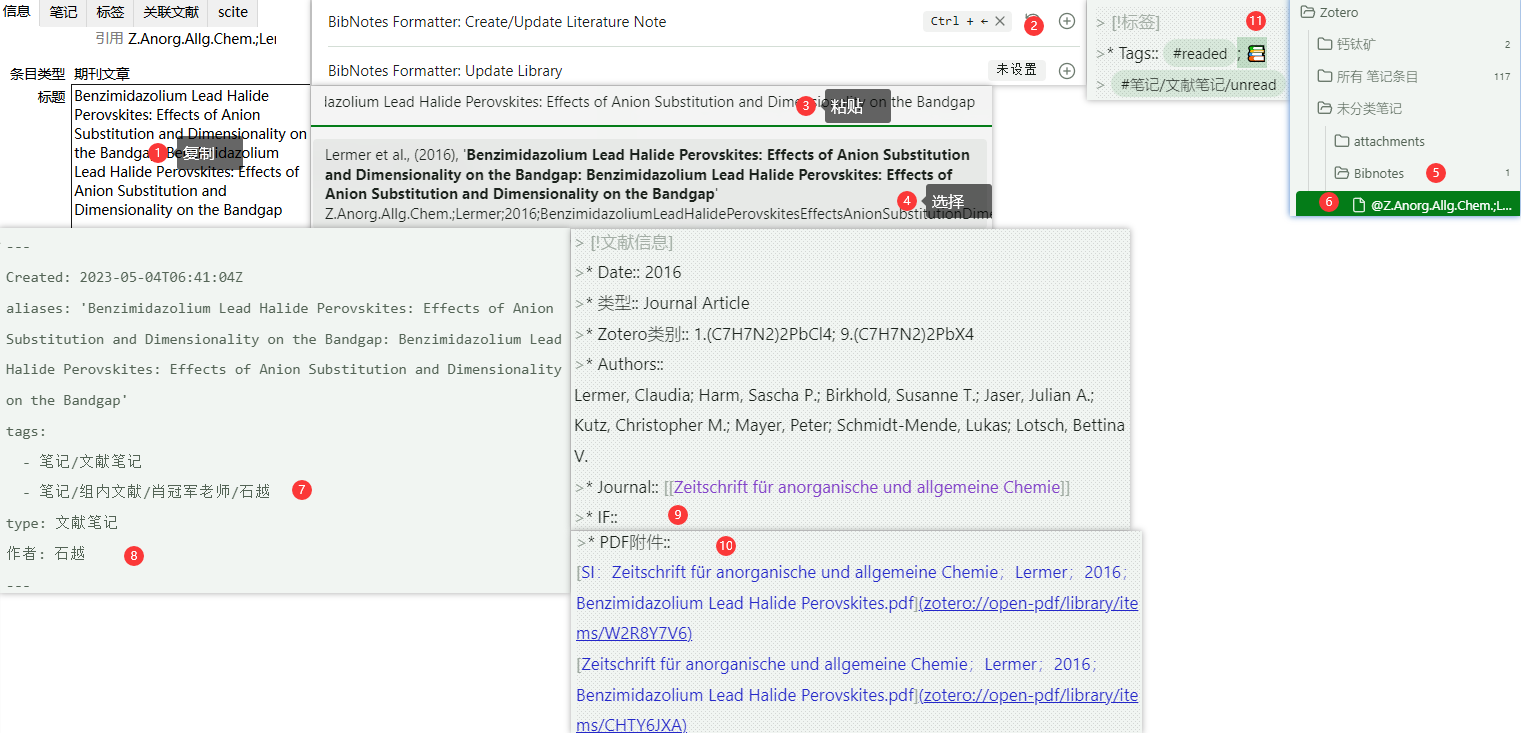 信息 笔记 标签 关联文献 scite
引用 Z.Anorg.Allg.Chem.;Ler
条目类型 期刊文章
标题 Benzimidazolium Lead Halide
Perovskites: Effects of Anion
Substitution and Dimensionality on
the Bandgap: Benzimidazolium
Lead Halide Perovskites: Effects of
Anion Substitution and
Dimensionality on the Bandgap
1 复制
BibNotes Formatter: Create/Update Literature Note Ctrl + ← 2
BibNotes Formatter: Update Library 未设置
lazolium Lead Halide Perovskites: Effects of Anion Substitution and Dimensionality on the Bandgap
3 粘贴
Lermer et al., (2016), 'Benzimidazolium Lead Halide Perovskites: Effects of Anion Substitution
and Dimensionality on the Bandgap: Benzimidazolium Lead Halide Perovskites: Effects of
Anion Substitution and Dimensionality on the Bandgap'
4 选择
Z.Anorg.Allg.Chem.;Lermer;2016;BenzimidazoliumLeadHalidePerovskitesEffectsAnionSubstitutionDime
> [!标签] 11
>* Tags:: #readed ;
> #笔记/文献笔记/unread
Zotero
钙钛矿 2
所有 笔记条目 117
未分类笔记
attachments
Bibnotes 5 1
6 @Z.Anorg.Allg.Chem.;L...
---
Created: 2023-05-04T06:41:04Z
aliases: 'Benzimidazolium Lead Halide Perovskites: Effects of Anion
Substitution and Dimensionality on the Bandgap: Benzimidazolium Lead
Halide Perovskites: Effects of Anion Substitution and Dimensionality
on the Bandgap'
tags:
- 笔记/文献笔记
- 笔记/组内文献/肖冠军老师/石越 7
type: 文献笔记
作者: 石越 8
---
> [!文献信息]
>* Date:: 2016
>* 类型:: Journal Article
>* Zotero类别:: 1.(C7H7N2)2PbCl4; 9.(C7H7N2)2PbX4
>* Authors::
Lermer, Claudia; Harm, Sascha P.; Birkhold, Susanne T.; Jaser, Julian A.;
Kutz, Christopher M.; Mayer, Peter; Schmidt-Mende, Lukas; Lotsch, Bettina
V.
>* Journal:: [[Zeitschrift für anorganische und allgemeine Chemie]]
>* IF:: 9
>* PDF附件:: 10
[SI：Zeitschrift für anorganische und allgemeine Chemie；Lermer；2016；
Benzimidazolium Lead Halide Perovskites.pdf](zotero://open-pdf/library/ite
ms/W2R8Y7V6)
[Zeitschrift für anorganische und allgemeine Chemie；Lermer；2016；
Benzimidazolium Lead Halide Perovskites.pdf](zotero://open-pdf/library/ite
ms/CHTY6JXA)